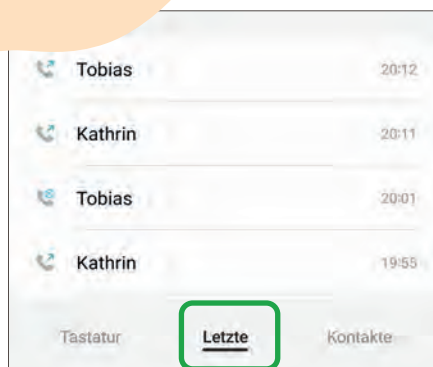 Tobias 20:12
Kathrin 20:11
Tobias 20:01
Kathrin 19:55
Tastatur Letzte Kontakte